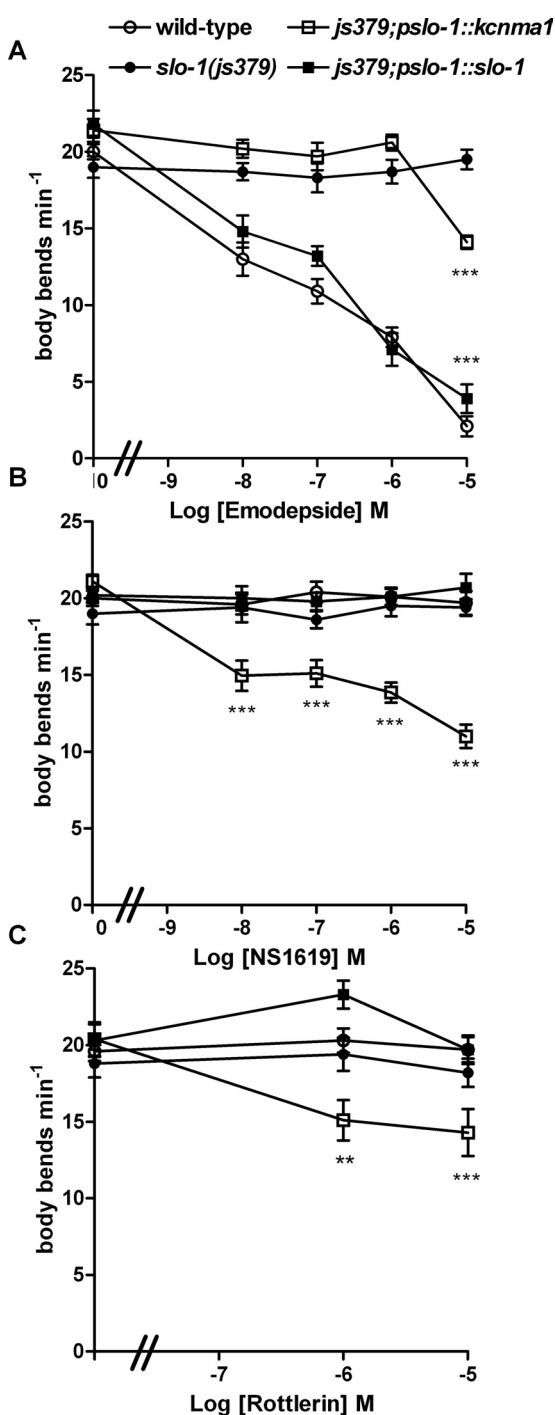 wild-type js379;pslo-1::kcnma1
slo-1(js379) js379;pslo-1::slo-1
A
25
20
15
10
5
0
body bends min-1
***
***
0 -9 -8 -7 -6 -5
Log [Emodepside] M
B
25
20
15
10
5
0
body bends min-1
*** *** *** ***
0 -9 -8 -7 -6 -5
Log [NS1619] M
C
25
20
15
10
5
0
body bends min-1
** ***
-7 -6 -5
Log [Rottlerin] M